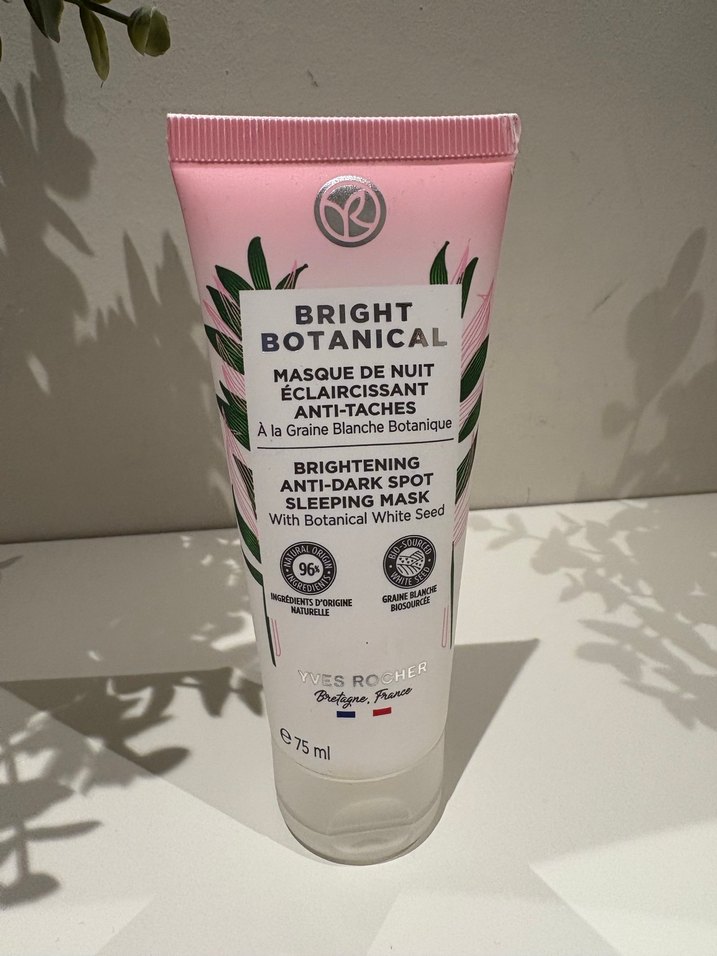 BRIGHT
BOTANICAL
MASQUE DE NUIT
ÉCLAIRCISSANT
ANTI-TACHES
À la Graine Blanche Botanique
BRIGHTENING
ANTI-DARK SPOT
SLEEPING MASK
With Botanical White Seed
NATURAL ORIGIN
96%
INGREDIENTS
INGRÉDIENTS D'ORIGINE
NATURELLE
BIO-SOURCED
WHITE SEED
GRAINE BLANCHE
BIOSOURCÉE
YVES ROCHER
Bretagne, France
℮ 75 ml